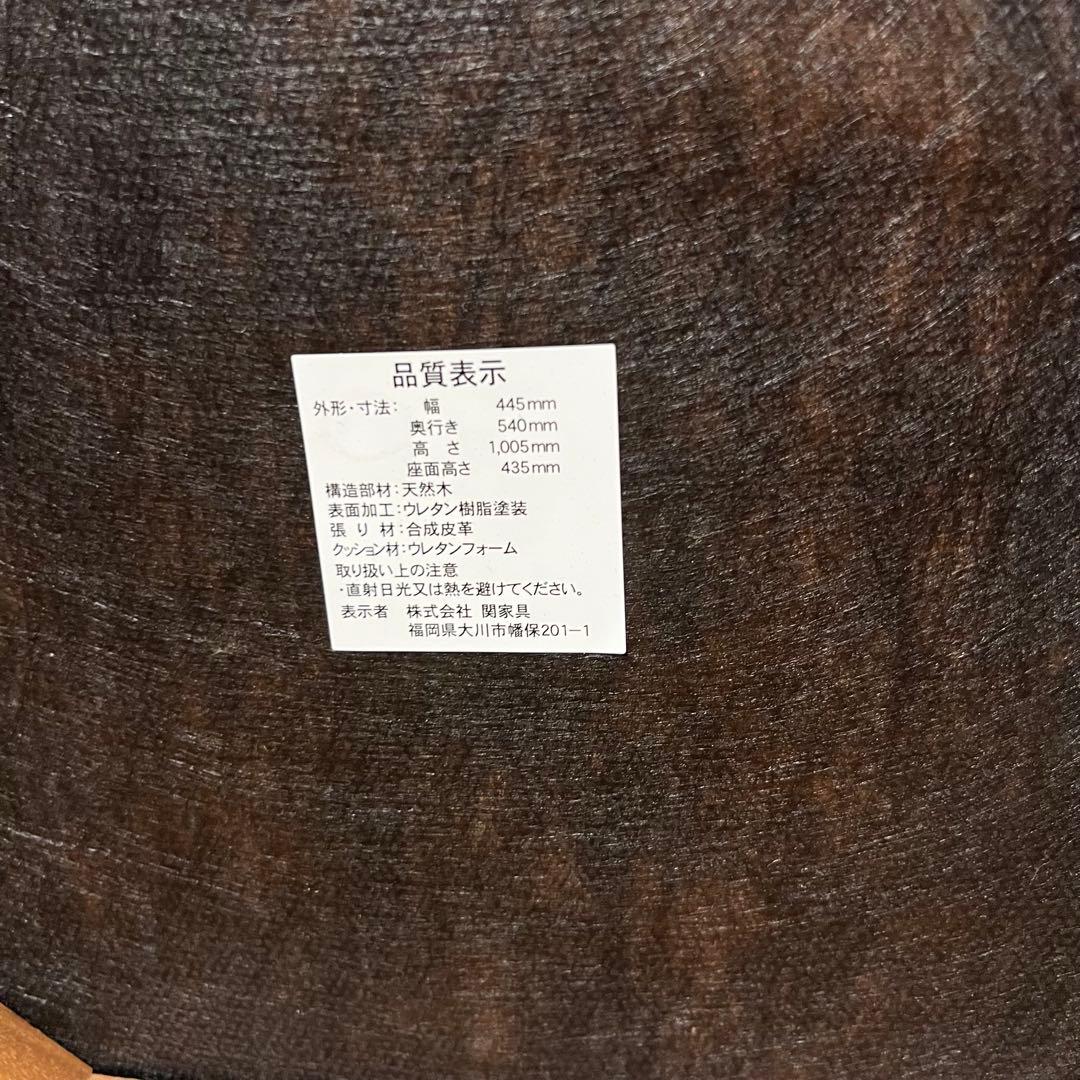 品質表示
外形・寸法： 幅 445mm
奥行き 540mm
高 さ 1,005mm
座面高さ 435mm
構造部材：天然木
表面加工：ウレタン樹脂塗装
張 り 材：合成皮革
クッション材：ウレタンフォーム
取り扱い上の注意
・直射日光又は熱を避けてください。
表示者 株式会社 関家具
福岡県大川市幡保201－1